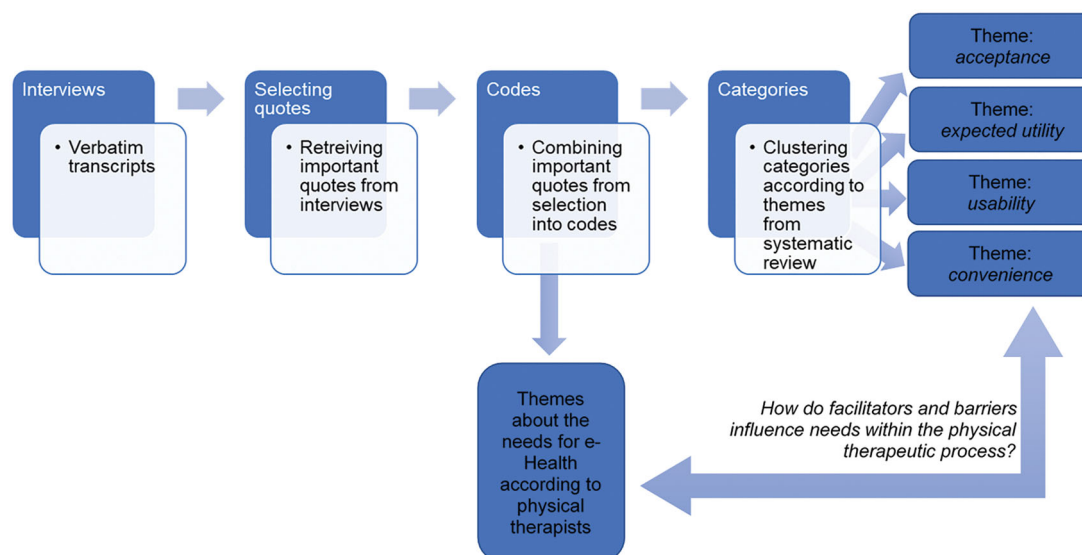 Interviews
• Verbatim
transcripts
Selecting
quotes
• Retreiving
important
quotes from
interviews
Codes
• Combining
important
quotes from
selection
into codes
Categories
• Clustering
categories
according to
themes
from
systematic
review
Theme:
acceptance
Theme:
expected utility
Theme:
usability
Theme:
convenience
Themes
about the
needs for e-
Health
according to
physical
therapists
How do facilitators and barriers
influence needs within the physical
therapeutic process?